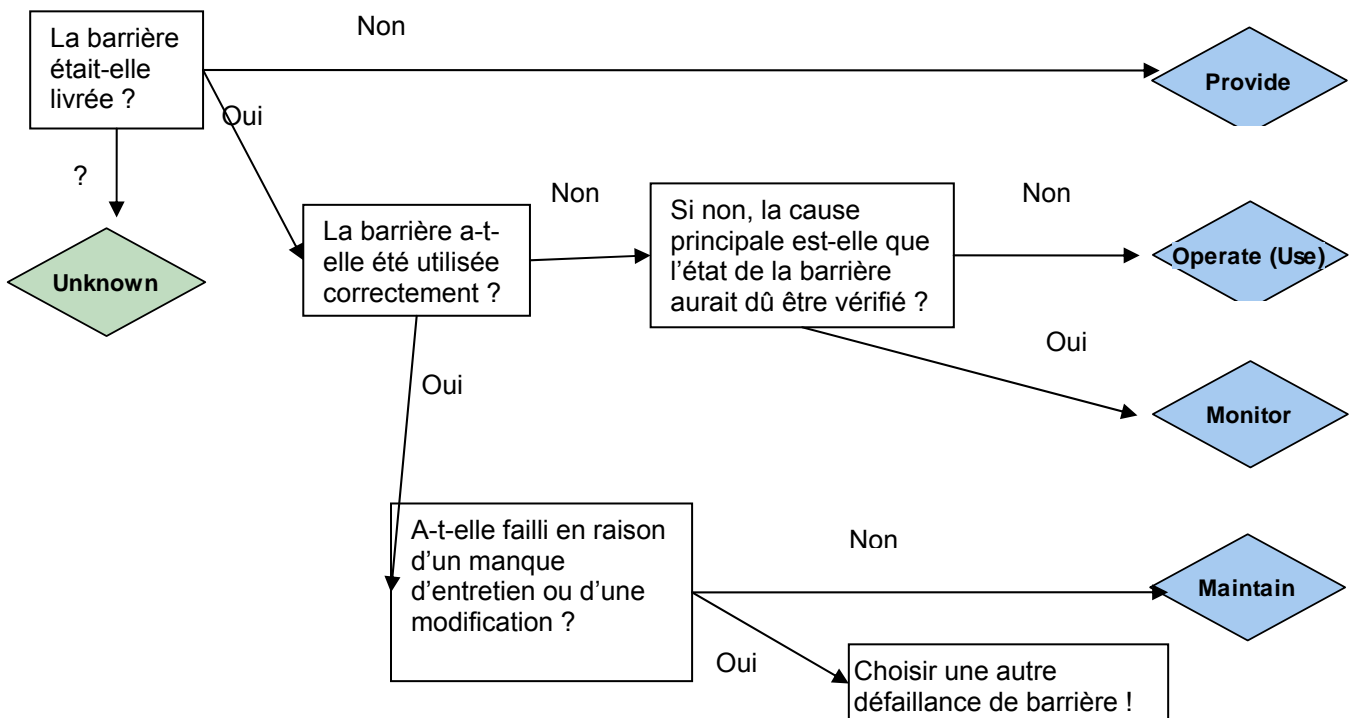 La barrière
était-elle
livrée ?
Non
Provide
Oui
?
Unknown
La barrière a-t-
elle été utilisée
correctement ?
Non
Si non, la cause
principale est-elle que
l’état de la barrière
aurait dû être vérifié ?
Non
Operate (Use)
Oui
Monitor
Oui
A-t-elle failli en raison
d’un manque
d’entretien ou d’une
modification ?
Non
Maintain
Oui
Choisir une autre
défaillance de barrière !